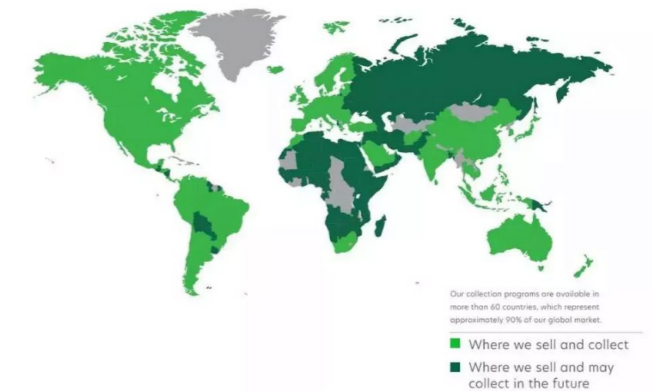 Our collection programs are available in
more than 60 countries, which represent
approximately 90% of our global market.
Where we sell and collect
Where we sell and may
collect in the future